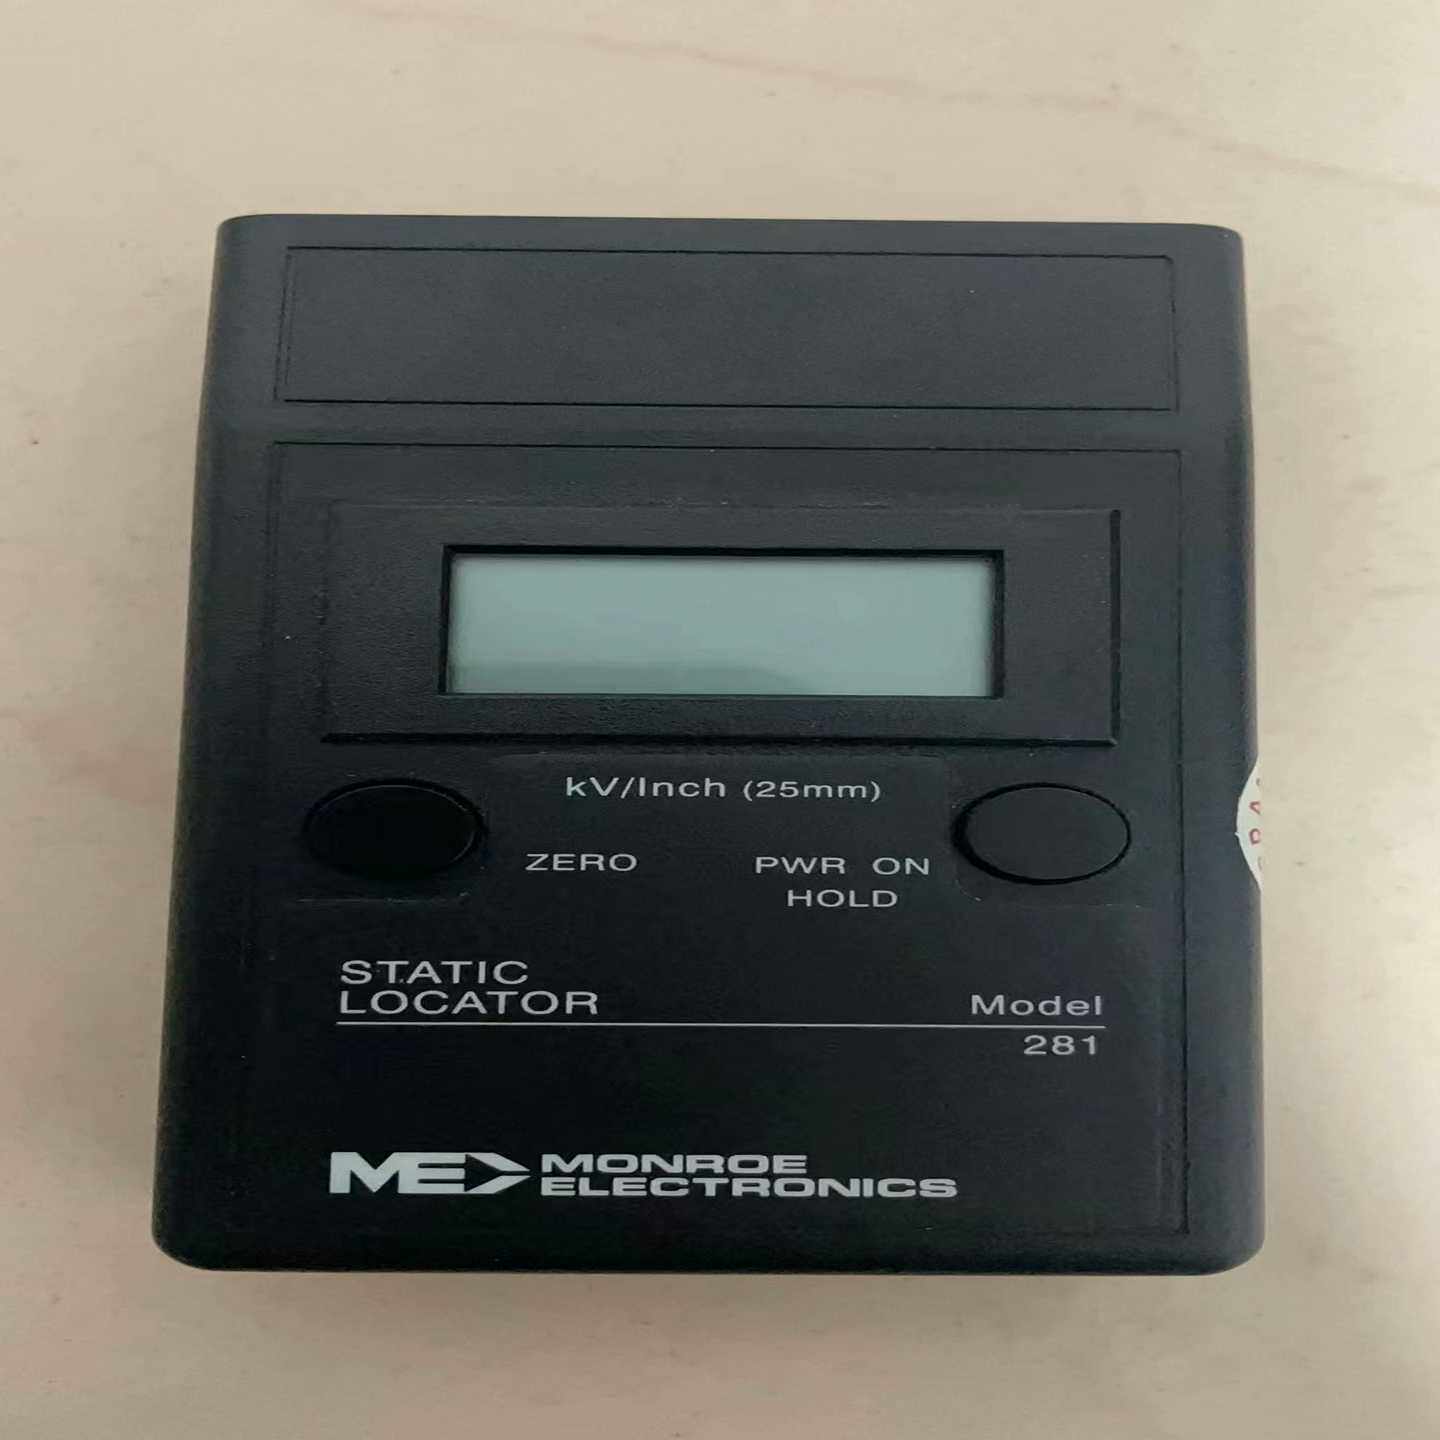 kV/Inch (25mm)
ZERO
PWR ON
HOLD
STATIC
LOCATOR
Model
281
ME
MONROE
ELECTRONICS